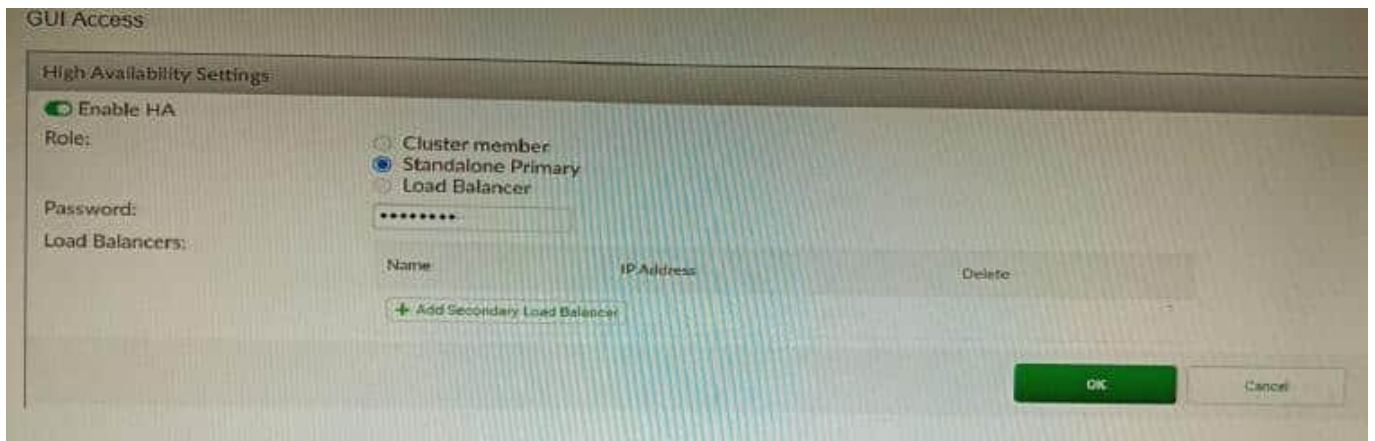 GUI Access
High Availability Settings
Enable HA
Role:
Cluster member
Standalone Primary
Load Balancer
Password:
••••••••
Load Balancers:
Name IP Address Delete
+ Add Secondary Load Balancer
OK Cancel